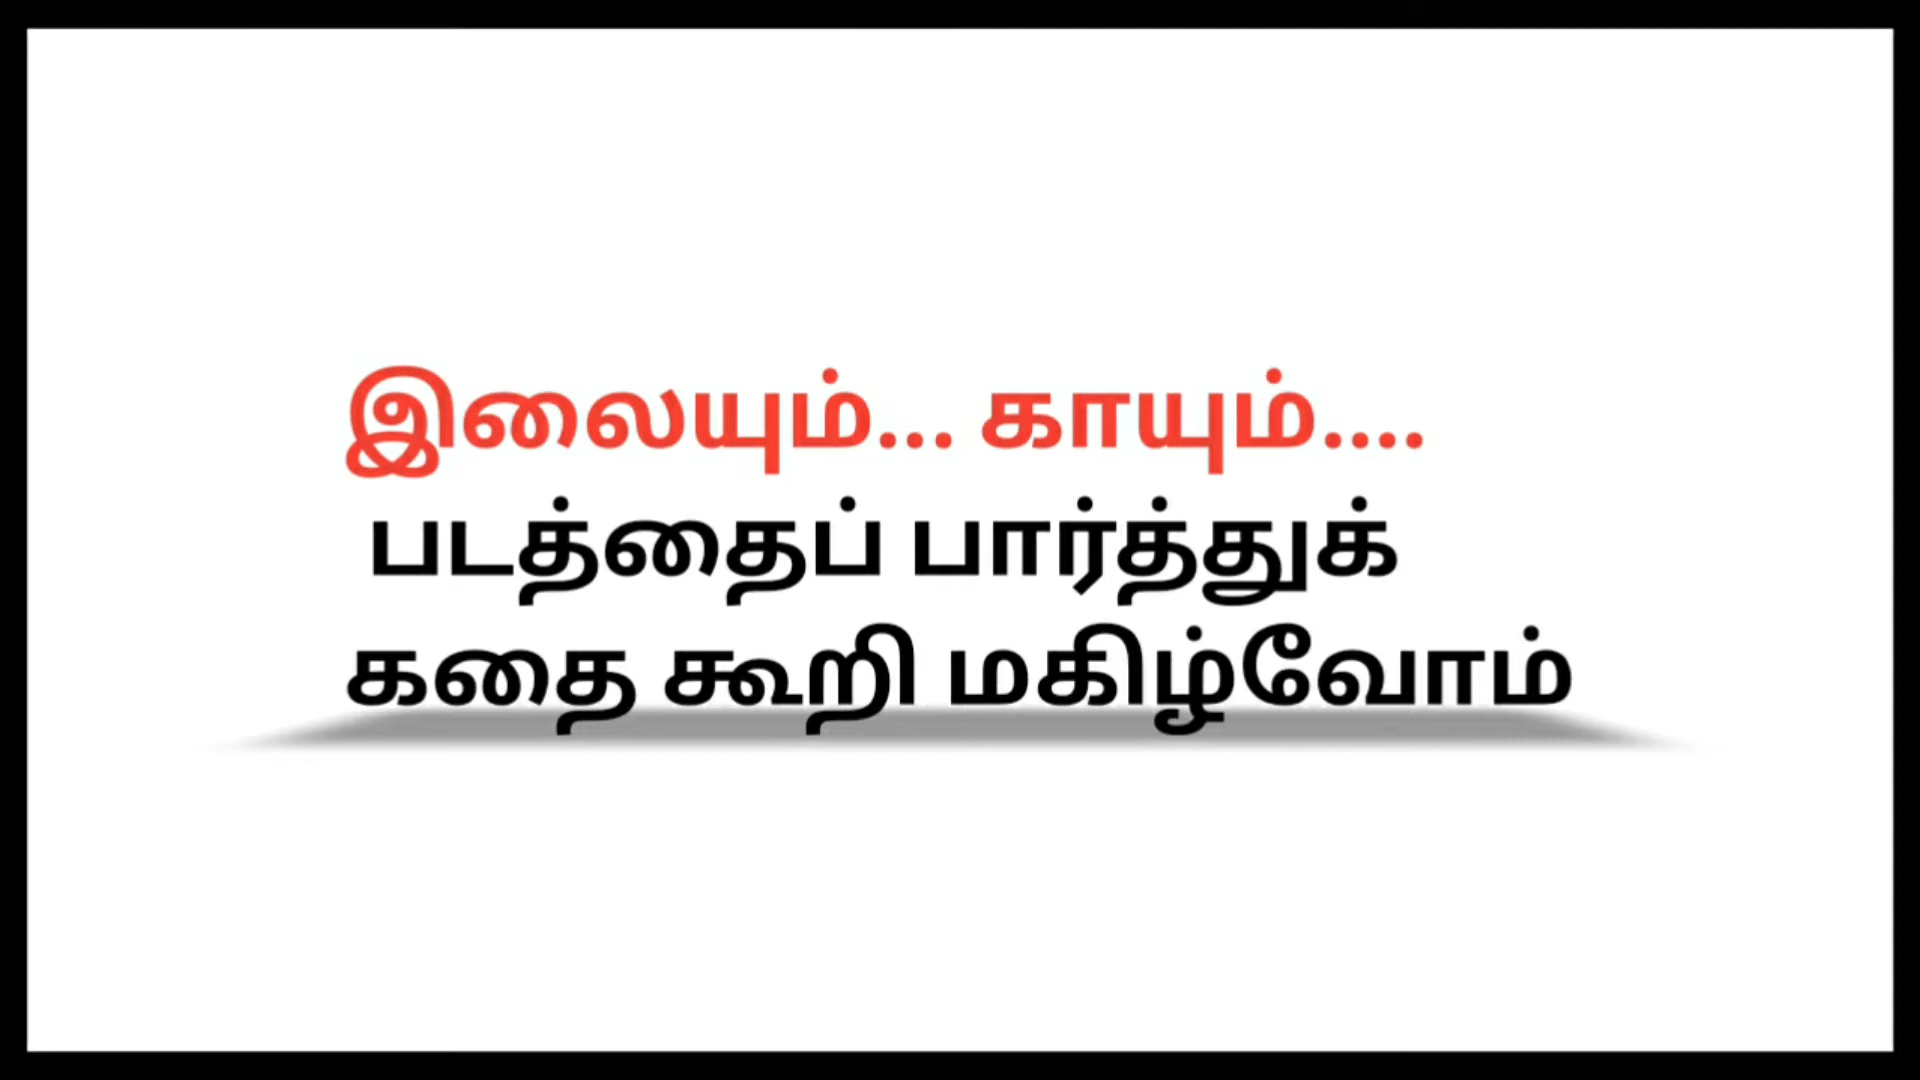 இலையும்... காயும்....
படத்தைப் பார்த்துக்
கதை கூறி மகிழ்வோம்